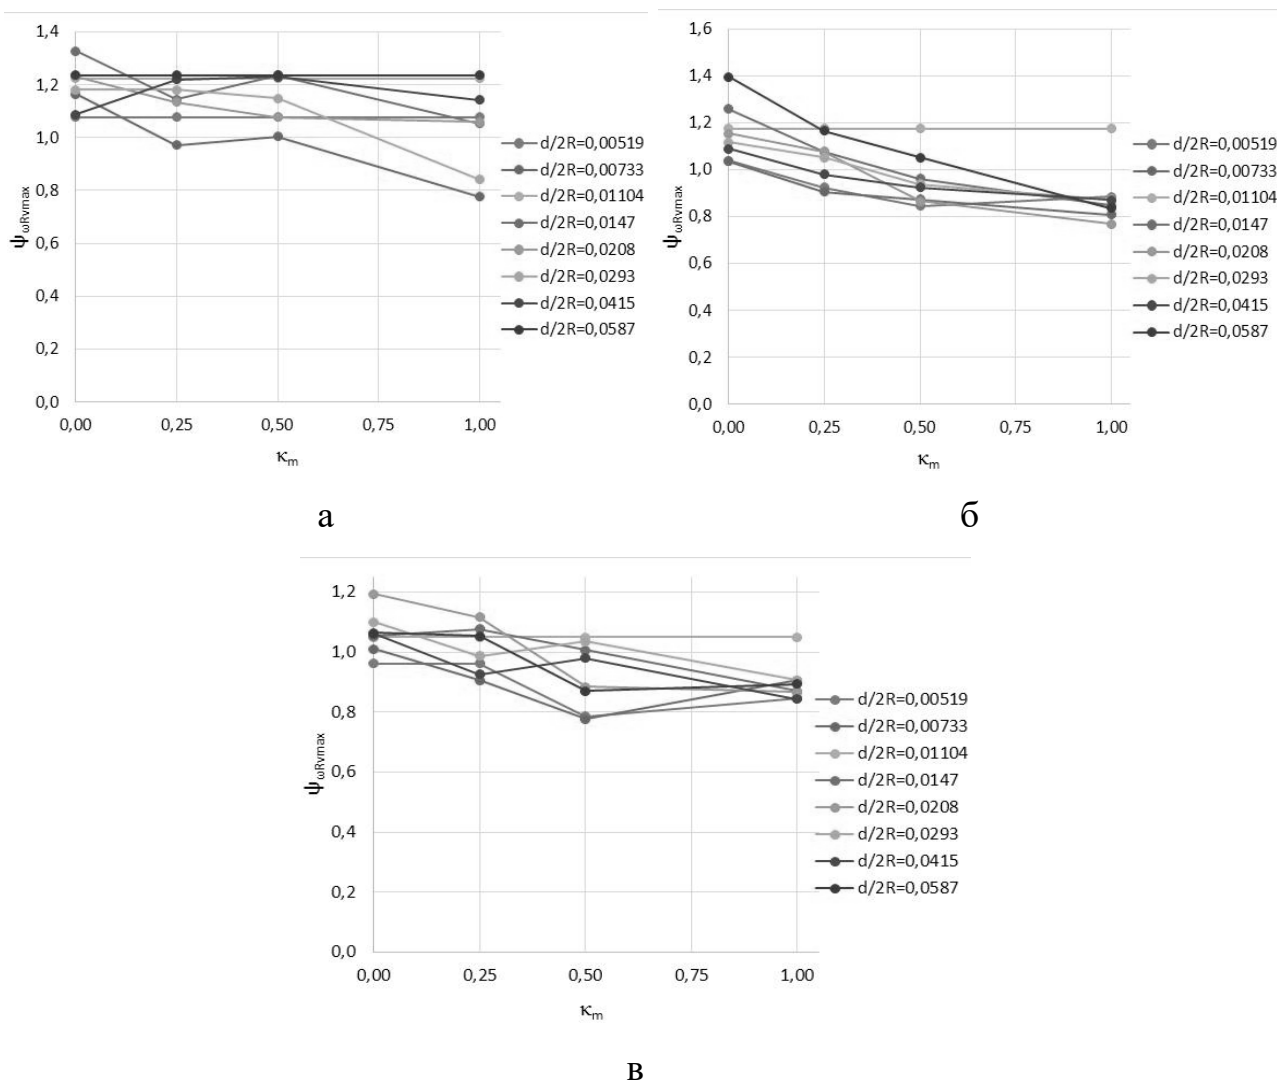 1,4
1,2
1,0
0,8
0,6
0,4
0,2
0,0
ψωRvmax
0,00 0,25 0,50 0,75 1,00
κm
d/2R=0,00519
d/2R=0,00733
d/2R=0,01104
d/2R=0,0147
d/2R=0,0208
d/2R=0,0293
d/2R=0,0415
d/2R=0,0587
а
1,6
1,4
1,2
1,0
0,8
0,6
0,4
0,2
0,0
ψωRvmax
0,00 0,25 0,50 0,75 1,00
κm
d/2R=0,00519
d/2R=0,00733
d/2R=0,01104
d/2R=0,0147
d/2R=0,0208
d/2R=0,0293
d/2R=0,0415
d/2R=0,0587
б
1,2
1,0
0,8
0,6
0,4
0,2
0,0
ψωRvmax
0,00 0,25 0,50 0,75 1,00
κm
d/2R=0,00519
d/2R=0,00733
d/2R=0,01104
d/2R=0,0147
d/2R=0,0208
d/2R=0,0293
d/2R=0,0415
d/2R=0,0587
в